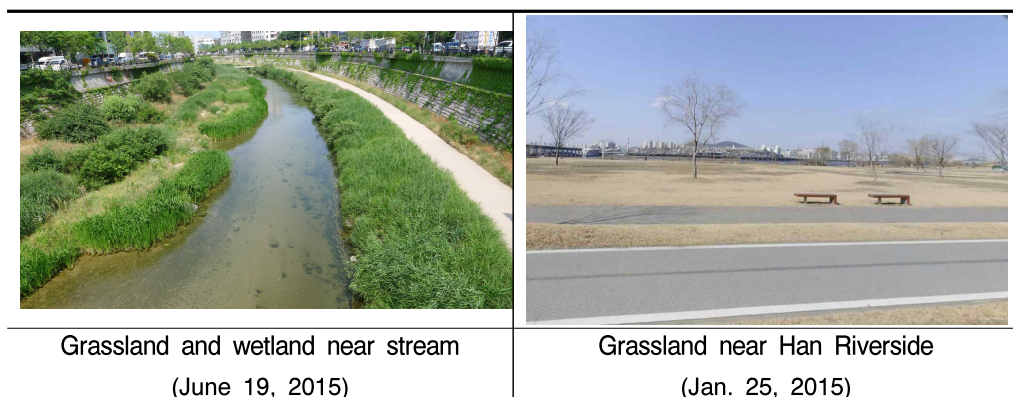 Grassland and wetland near stream
(June 19, 2015)
Grassland near Han Riverside
(Jan. 25, 2015)